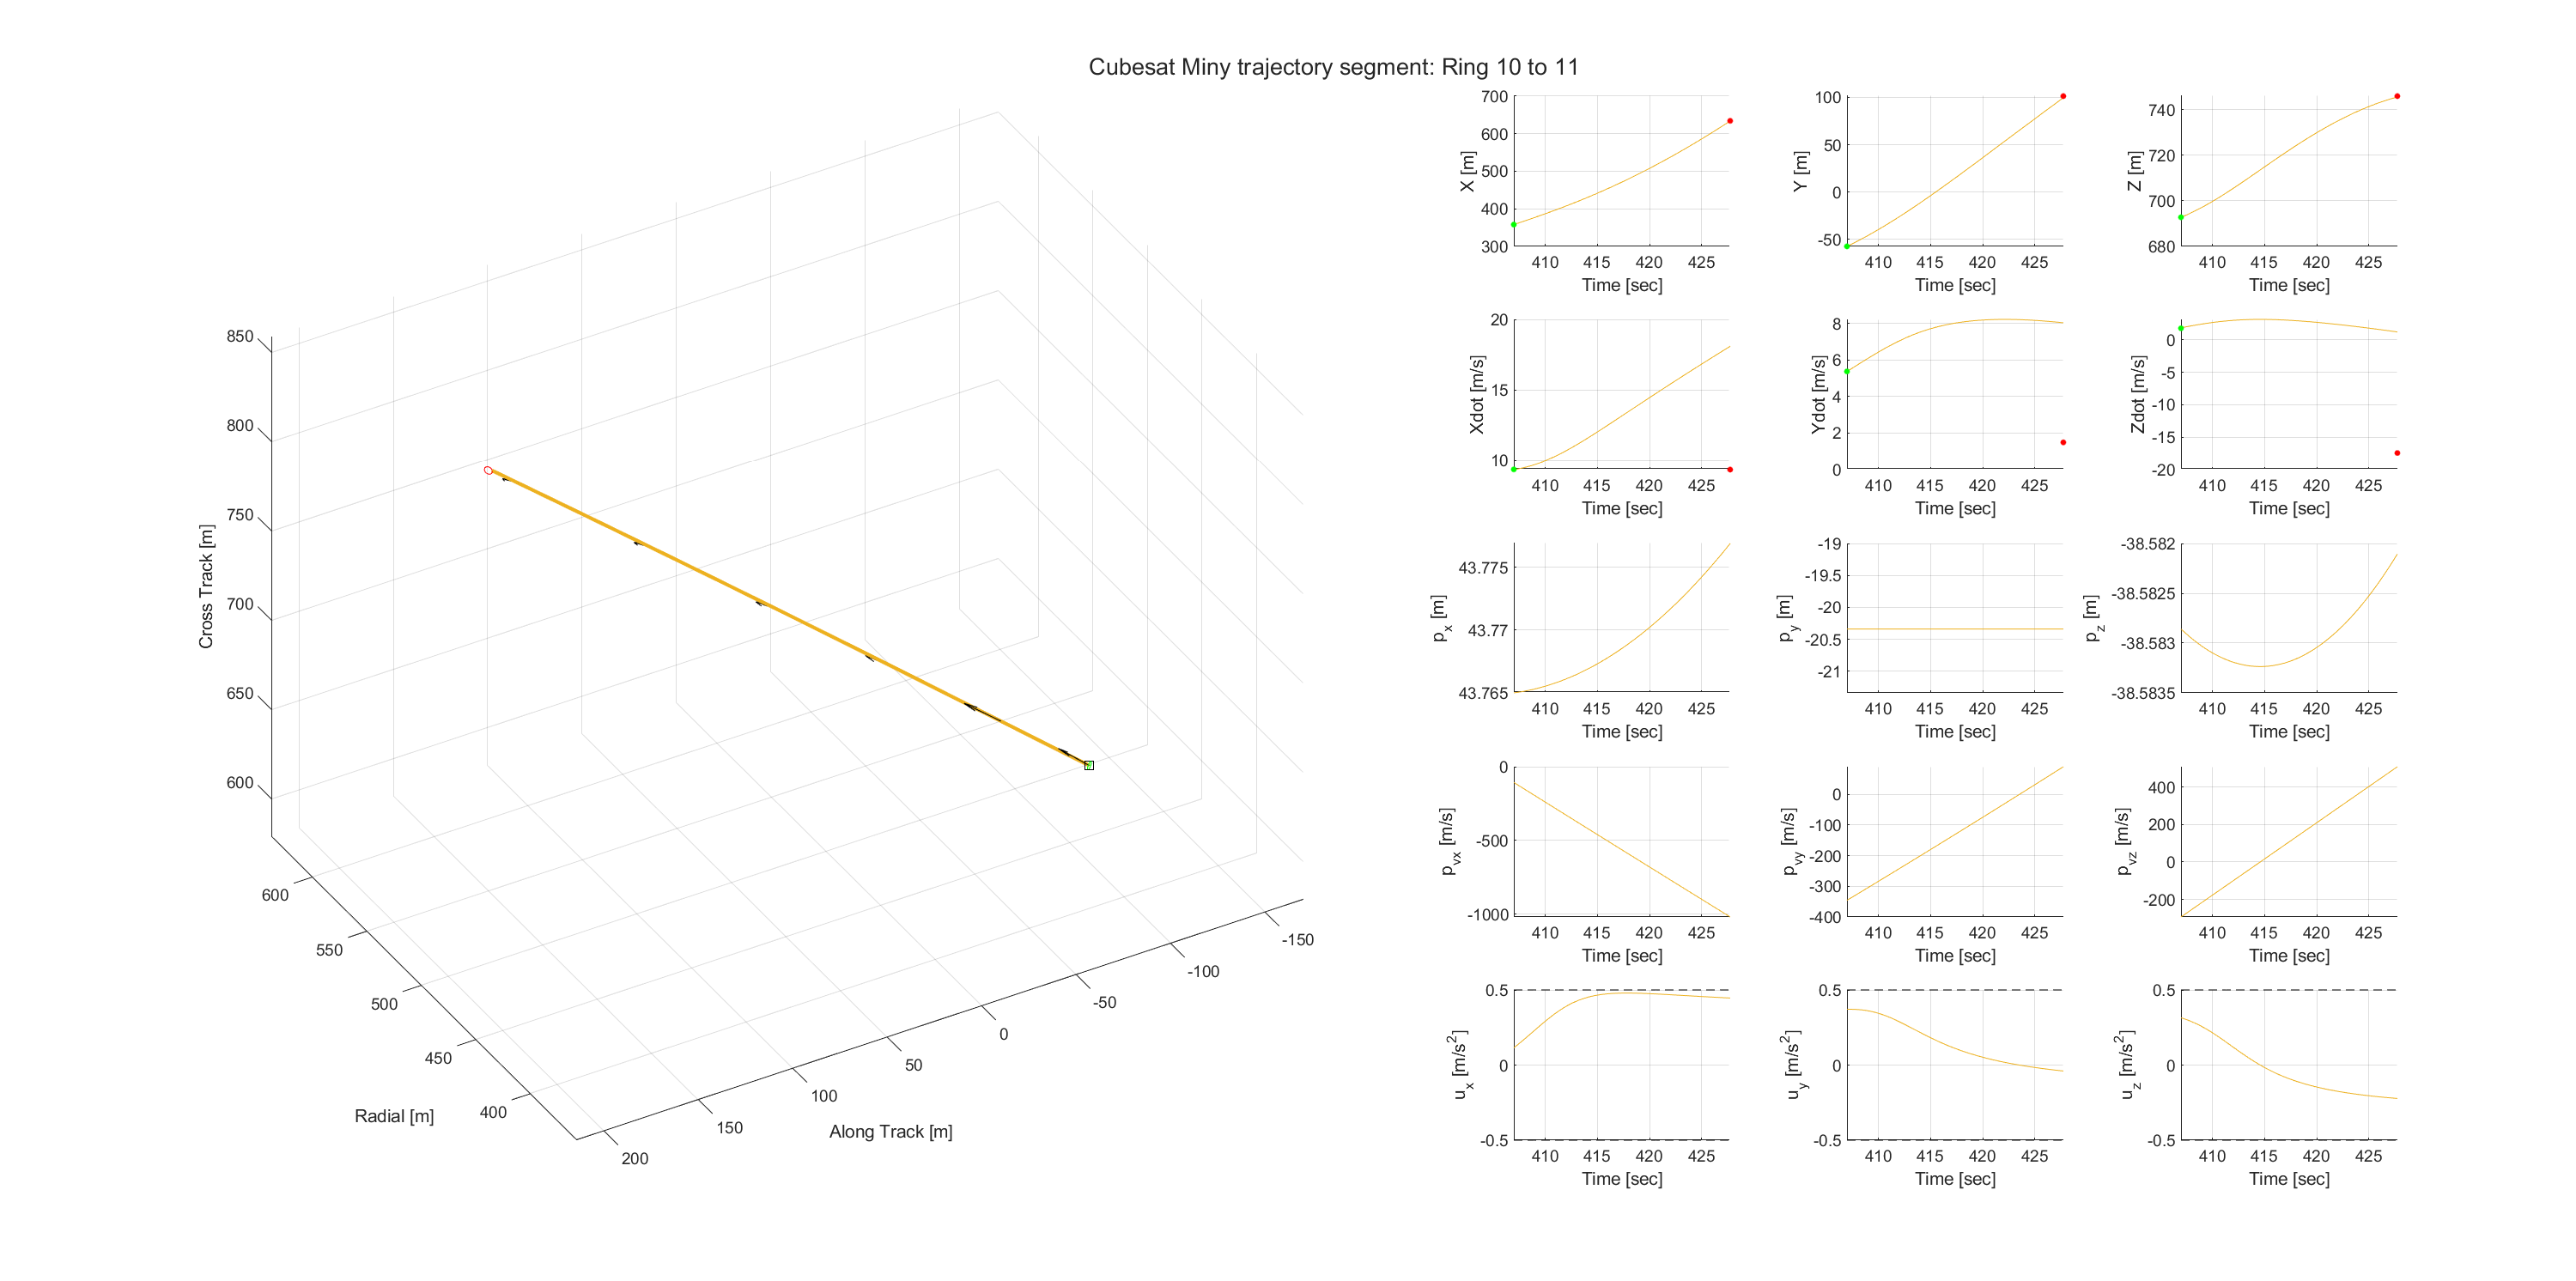 Cubesat Miny trajectory segment: Ring 10 to 11
850
800
750
700
650
600
Cross Track [m]
600
550
500
450
400
Radial [m]
200
150
100
50
0
-50
-100
-150
Along Track [m]
700
600
500
400
300
X [m]
410 415 420 425
Time [sec]
100
50
0
-50
Y [m]
410 415 420 425
Time [sec]
740
720
700
680
Z [m]
410 415 420 425
Time [sec]
20
15
10
Xdot [m/s]
410 415 420 425
Time [sec]
8
6
4
2
0
Ydot [m/s]
410 415 420 425
Time [sec]
0
-5
-10
-15
-20
Zdot [m/s]
410 415 420 425
Time [sec]
43.775
43.77
43.765
p_x [m]
410 415 420 425
Time [sec]
-19
-19.5
-20
-20.5
-21
p_y [m]
410 415 420 425
Time [sec]
-38.582
-38.5825
-38.583
-38.5835
p_z [m]
410 415 420 425
Time [sec]
0
-500
-1000
p_vx [m/s]
410 415 420 425
Time [sec]
0
-100
-200
-300
-400
p_vy [m/s]
410 415 420 425
Time [sec]
400
200
0
-200
p_vz [m/s]
410 415 420 425
Time [sec]
0.5
0
-0.5
u_x [m/s²]
410 415 420 425
Time [sec]
0.5
0
-0.5
u_y [m/s²]
410 415 420 425
Time [sec]
0.5
0
-0.5
u_z [m/s²]
410 415 420 425
Time [sec]